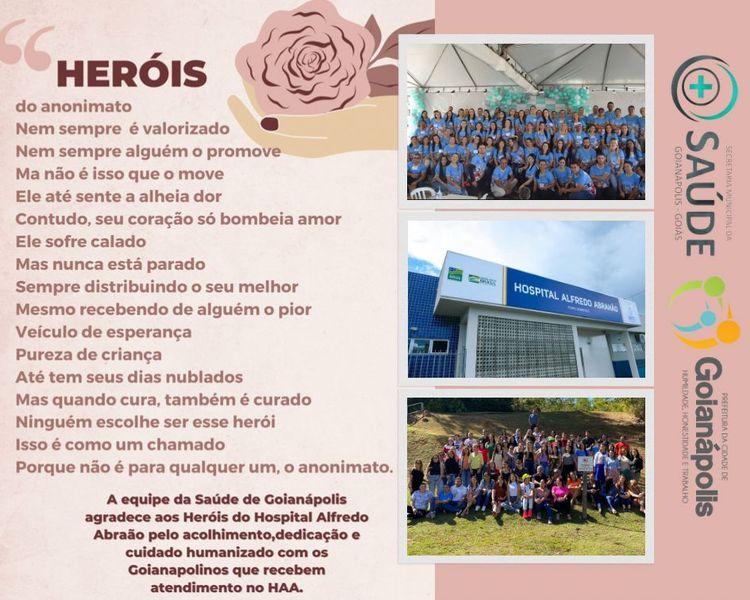 HERÓIS
do anonimato
Nem sempre é valorizado
Nem sempre alguém o promove
Ma não é isso que o move
Ele até sente a alheia dor
Contudo, seu coração só bombeia amor
Ele sofre calado
Mas nunca está parado
Sempre distribuindo o seu melhor
Mesmo recebendo de alguém o pior
Veículo de esperança
Pureza de criança
Até tem seus dias nublados
Mas quando cura, também é curado
Ninguém escolhe ser esse herói
Isso é como um chamado
Porque não é para qualquer um, o anonimato.
A equipe da Saúde de Goianápolis
agradece aos Heróis do Hospital Alfredo
Abraão pelo acolhimento,dedicação e
cuidado humanizado com os
Goianapolinos que recebem
atendimento no HAA.
HOSPITAL ALFREDO ABRAHÃO
SECRETARIA MUNICIPAL DA
SAÚDE
GOIANÁPOLIS - GOIÁS
PREFEITURA DA CIDADE DE
Goianápolis
HUMILDADE, HONESTIDADE E TRABALHO